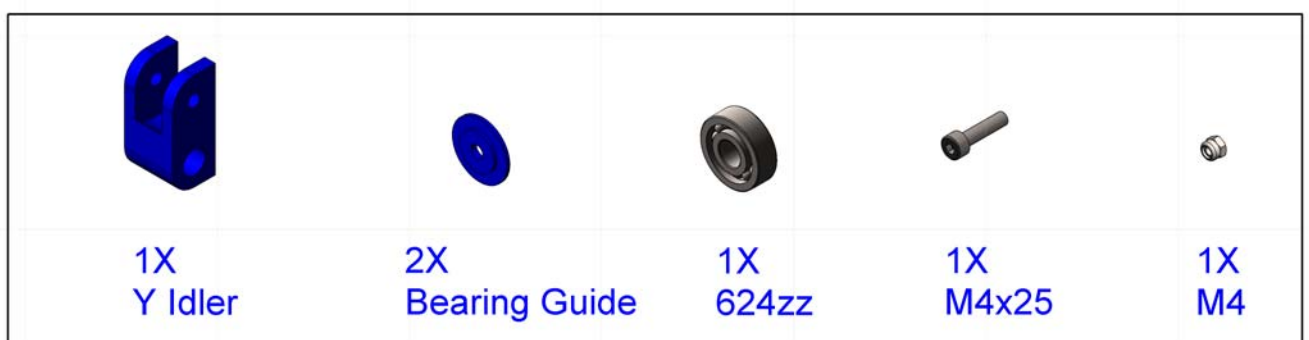 1X
Y Idler
2X
Bearing Guide
1X
624zz
1X
M4x25
1X
M4